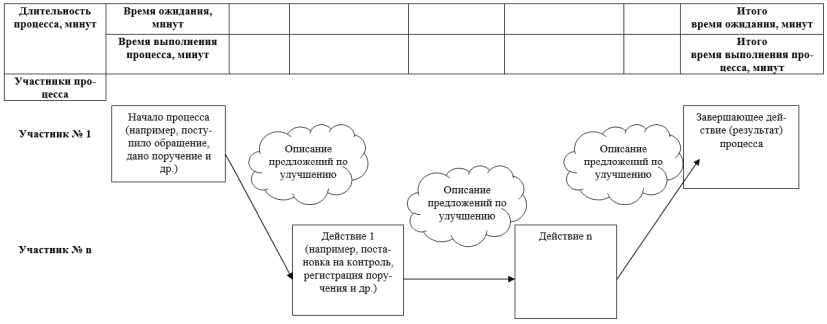 Длительность
процесса, минут
Время ожидания,
минут
Итого
время ожидания, минут
Время выполнения
процесса, минут
Итого
время выполнения про-
цесса, минут
Участники про-
цесса
Участник № 1
Начало процесса
(например, посту-
пило обращение,
дано поручение и
др.)
Описание
предложений по
улучшению
Описание
предложений по
улучшению
Описание
предложений по
улучшению
Завершающее дей-
ствие (результат)
процесса
Участник № n
Действие 1
(например, поста-
новка на контроль,
регистрация пору-
чения и др.)
Действие n